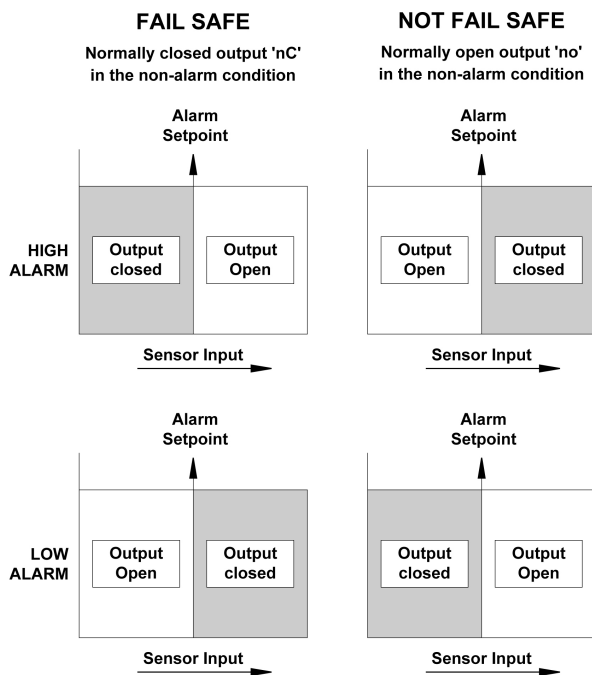 FAIL SAFE
Normally closed output 'nC'
in the non-alarm condition
NOT FAIL SAFE
Normally open output 'no'
in the non-alarm condition
Alarm
Setpoint
Alarm
Setpoint
HIGH
ALARM
Output
closed
Output
Open
Output
Open
Output
closed
Sensor Input
Sensor Input
Alarm
Setpoint
Alarm
Setpoint
LOW
ALARM
Output
Open
Output
closed
Output
closed
Output
Open
Sensor Input
Sensor Input